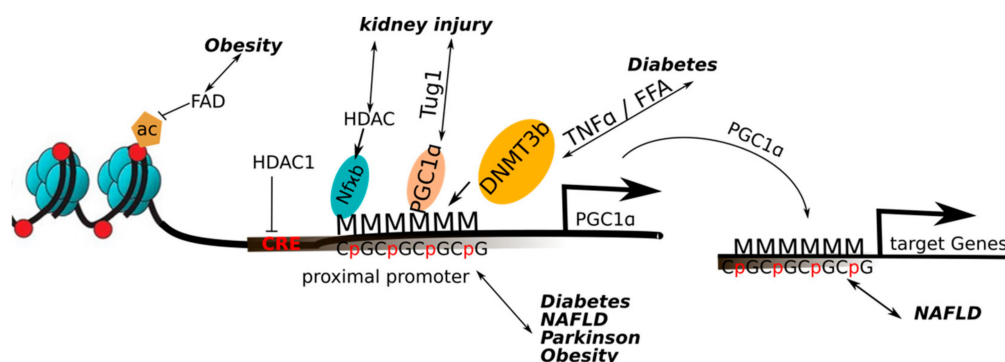 kidney injury
Obesity
Diabetes
FAD
Tug1
TNFα / FFA
HDAC
ac
PGC1α
HDAC1
Nfxb
PGC1α
DNMT3b
PGC1α
MMMMMM
CRE
CpGCpGCpGCpG
proximal promoter
MMMMMM
target Genes
CpGCpGCpGCpG
Diabetes
NAFLD
Parkinson
Obesity
NAFLD